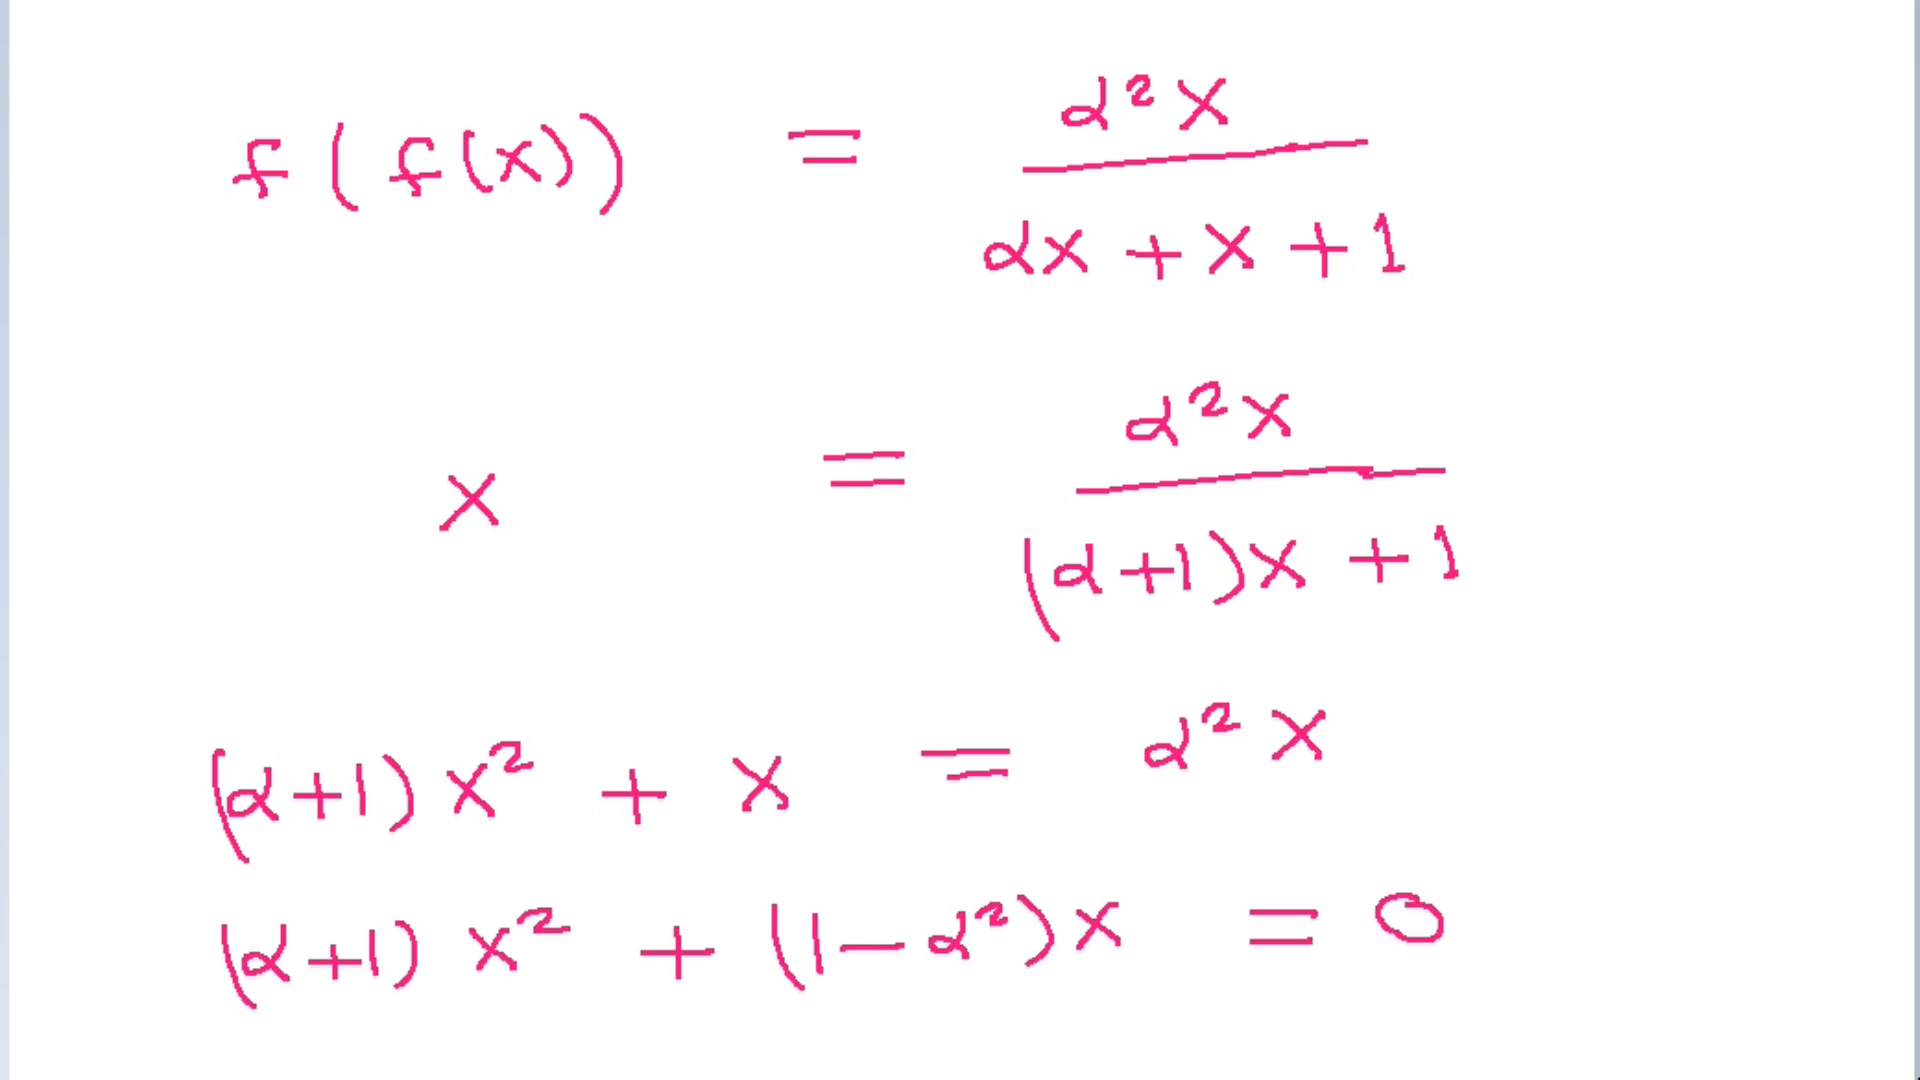 f(f(x)) = α²x / (αx + x + 1)
x = α²x / ((α+1)x + 1)
(α+1)x² + x = α²x
(α+1)x² + (1-α²)x = 0